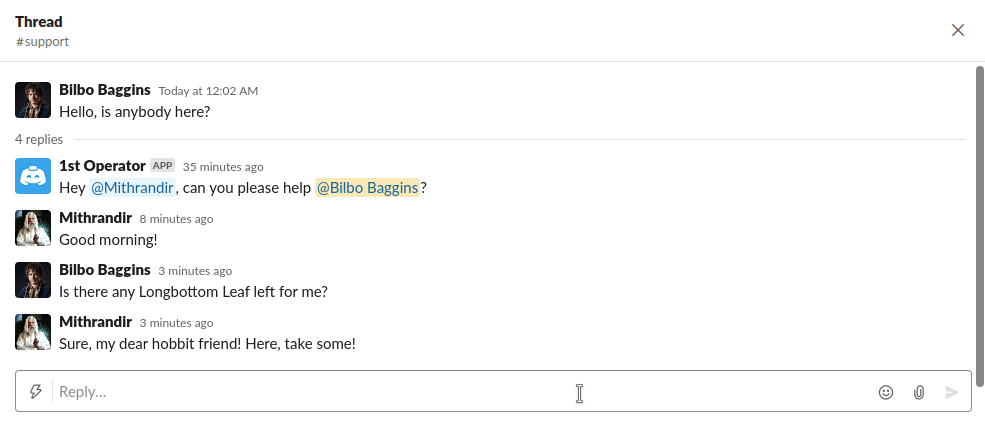 Thread
#support
Bilbo Baggins Today at 12:02 AM
Hello, is anybody here?
4 replies
1st Operator APP 35 minutes ago
Hey @Mithrandir, can you please help @Bilbo Baggins?
Mithrandir 8 minutes ago
Good morning!
Bilbo Baggins 3 minutes ago
Is there any Longbottom Leaf left for me?
Mithrandir 3 minutes ago
Sure, my dear hobbit friend! Here, take some!
Reply...